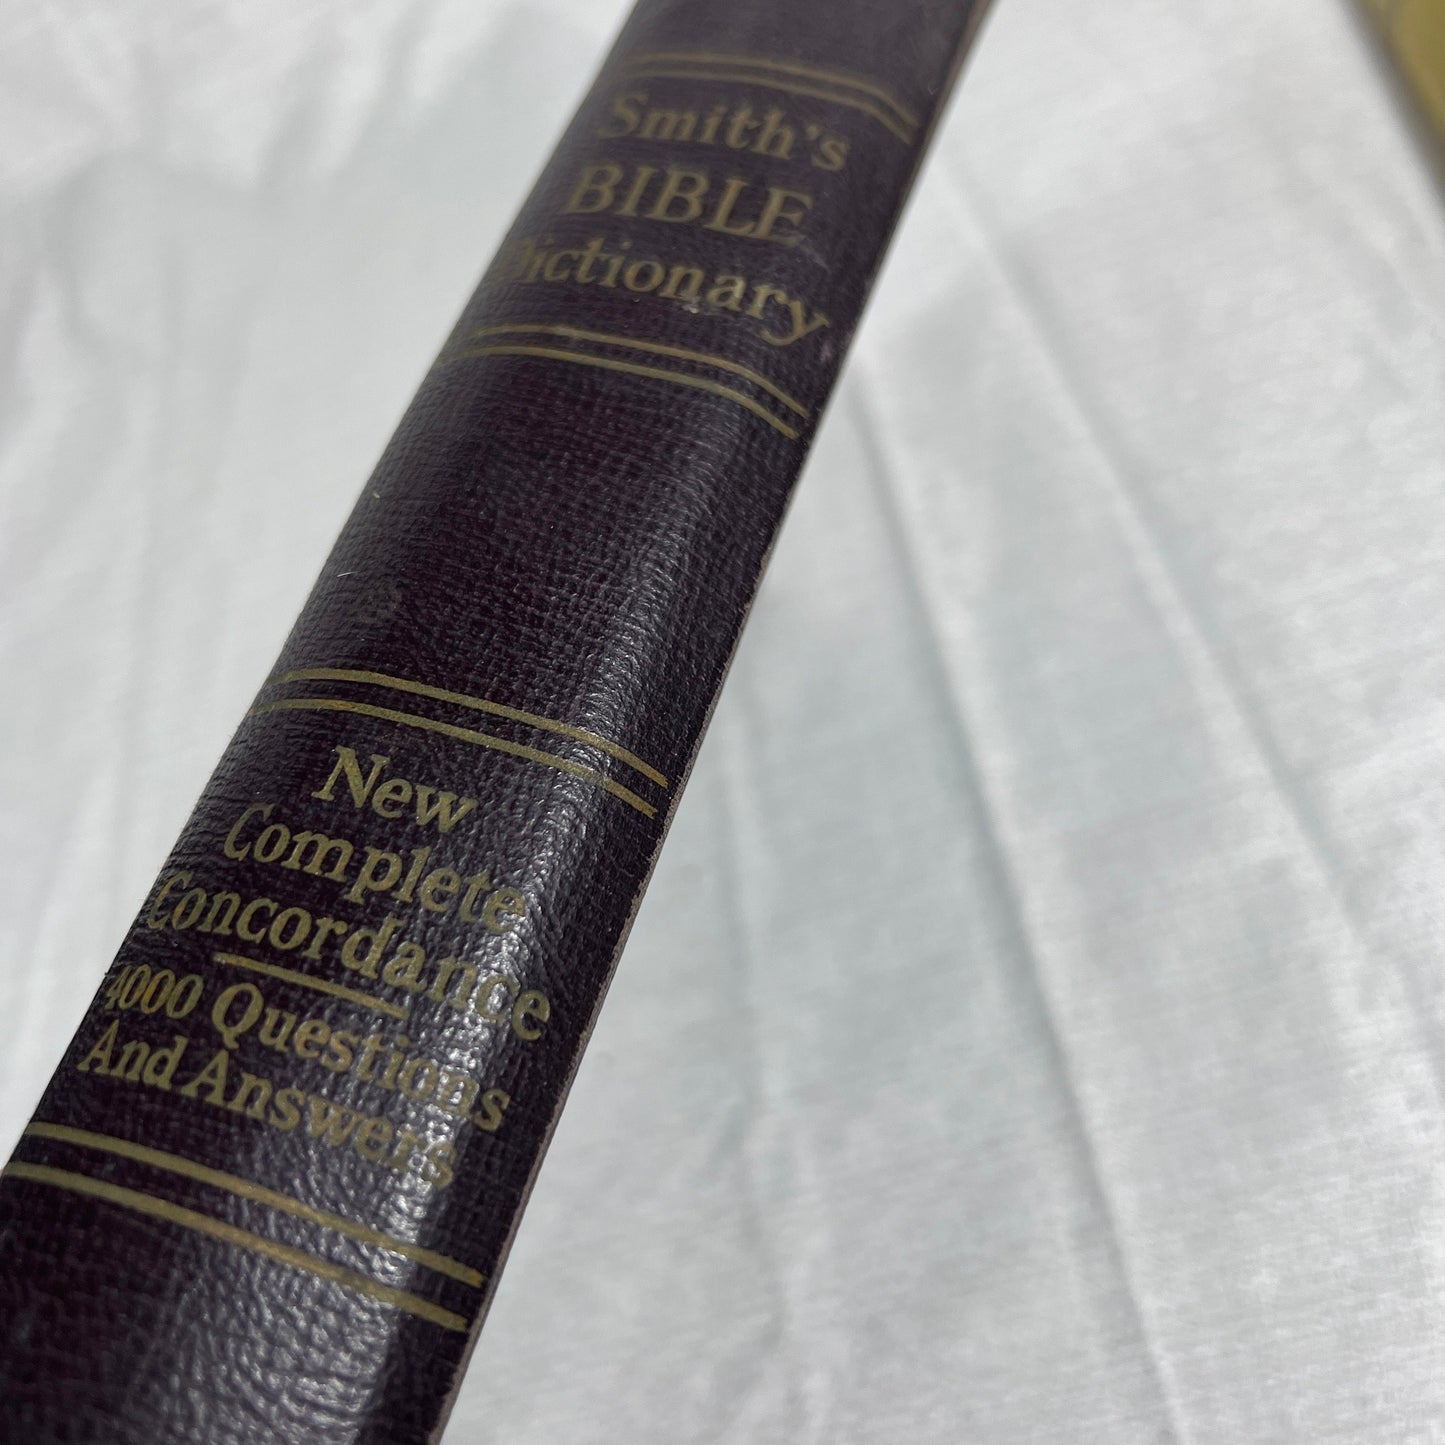 Smith's
BIBLE
Dictionary
New
Complete
Concordance
4000 Questions
And Answers